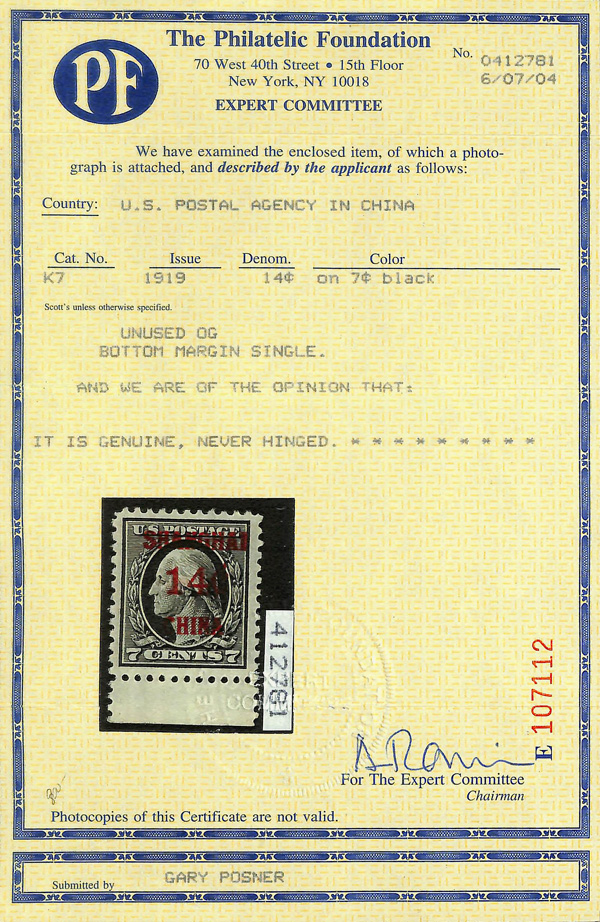 PF
The Philatelic Foundation
70 West 40th Street • 15th Floor
New York, NY 10018
EXPERT COMMITTEE
No. 0412781
6/07/04
We have examined the enclosed item, of which a photo-
graph is attached, and described by the applicant as follows:
Country: U.S. POSTAL AGENCY IN CHINA
Cat. No. Issue Denom. Color
K7 1919 14¢ on 7¢ black
Scott's unless otherwise specified.
UNUSED OG
BOTTOM MARGIN SINGLE.
AND WE ARE OF THE OPINION THAT:
IT IS GENUINE, NEVER HINGED. * * * * * * * * * *
U.S. POSTAGE
SHANGHAI
14¢
CHINA
7 CENTS 7
412781
E 107112
For The Expert Committee
Chairman
Photocopies of this Certificate are not valid.
Submitted by GARY POSNER